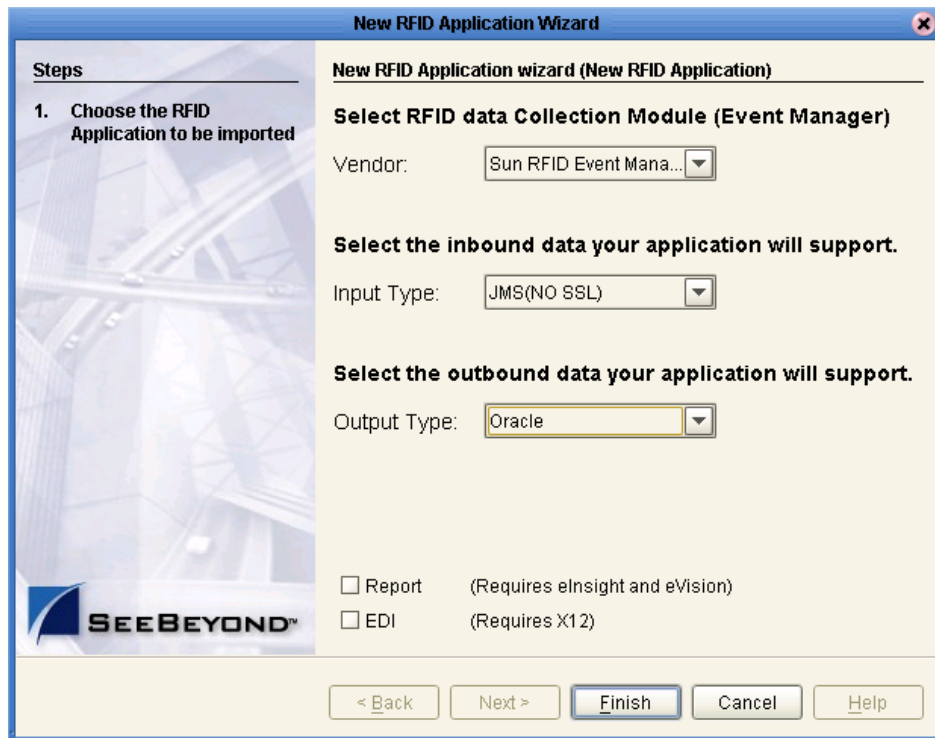 New RFID Application Wizard
Steps
1. Choose the RFID
Application to be imported
New RFID Application wizard (New RFID Application)
Select RFID data Collection Module (Event Manager)
Vendor: Sun RFID Event Mana...
Select the inbound data your application will support.
Input Type: JMS(NO SSL)
Select the outbound data your application will support.
Output Type: Oracle
Report (Requires eInsight and eVision)
EDI (Requires X12)
SEEBEYOND™
< Back Next > Finish Cancel Help